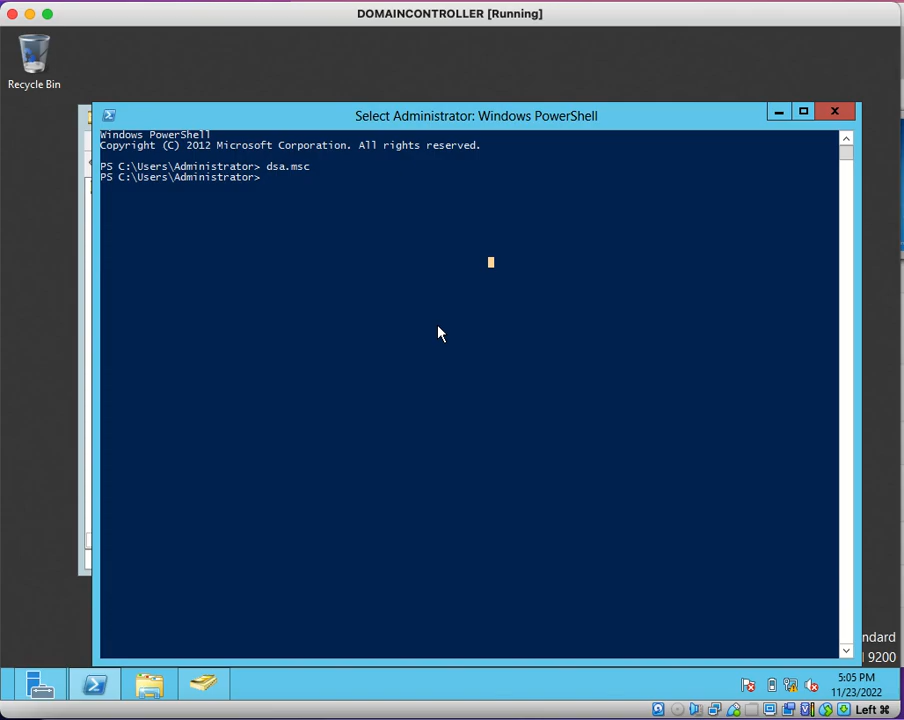 DOMAINCONTROLLER [Running]
Recycle Bin
Select Administrator: Windows PowerShell
Windows PowerShell
Copyright (C) 2012 Microsoft Corporation. All rights reserved.
PS C:\Users\Administrator> dsa.msc
PS C:\Users\Administrator>
ndard
9200
5:05 PM
11/23/2022
Left ⌘